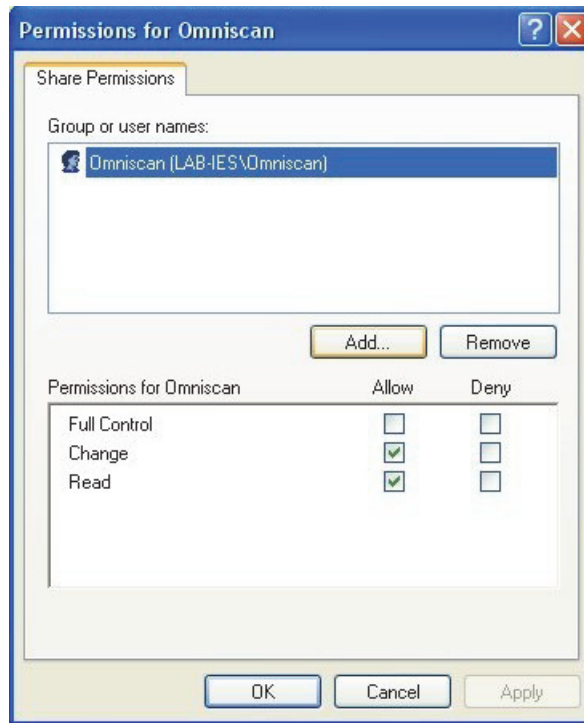 Permissions for Omniscan
Share Permissions
Group or user names:
Omniscan (LAB-IES\Omniscan)
Add... Remove
Permissions for Omniscan Allow Deny
Full Control
Change
Read
OK Cancel Apply